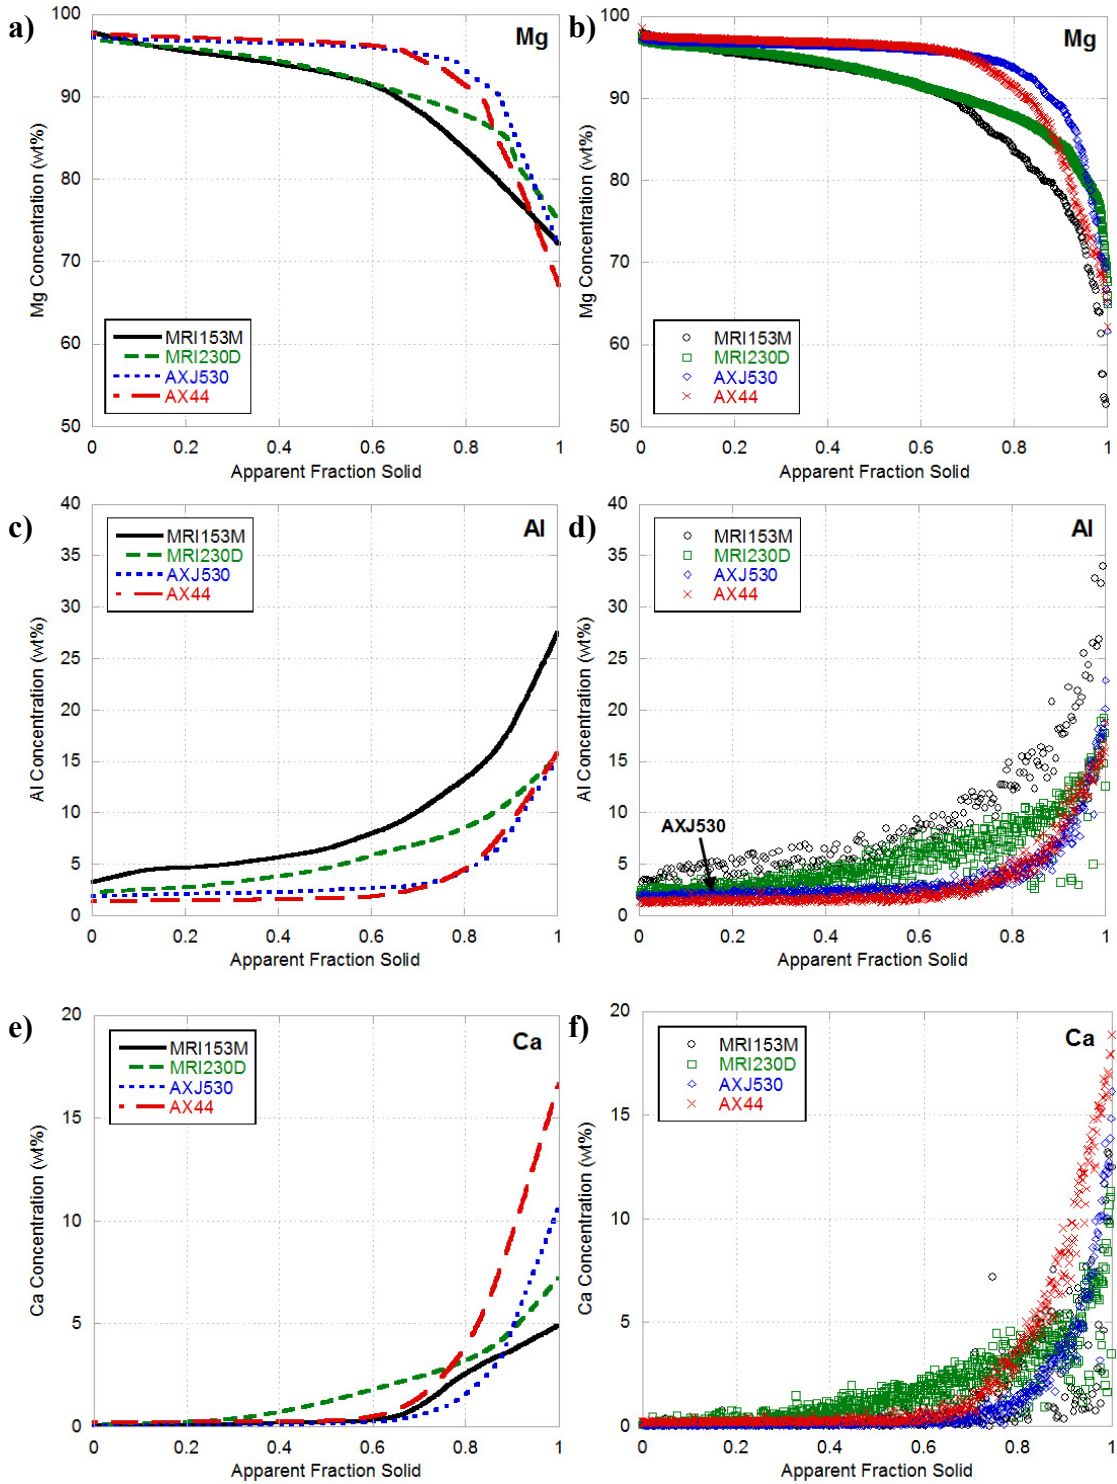 a)
Mg
Mg Concentration (wt%)
100
90
80
70
60
50
MRI153M
MRI230D
AXJ530
AX44
0
0.2
0.4
0.6
0.8
1
Apparent Fraction Solid
b)
Mg
Mg Concentration (wt%)
100
90
80
70
60
50
MRI153M
MRI230D
AXJ530
AX44
0
0.2
0.4
0.6
0.8
1
Apparent Fraction Solid
c)
Al
Al Concentration (wt%)
40
35
30
25
20
15
10
5
0
MRI153M
MRI230D
AXJ530
AX44
0
0.2
0.4
0.6
0.8
1
Apparent Fraction Solid
d)
Al
Al Concentration (wt%)
40
35
30
25
20
15
10
5
0
MRI153M
MRI230D
AXJ530
AX44
AXJ530
0
0.2
0.4
0.6
0.8
1
Apparent Fraction Solid
e)
Ca
Ca Concentration (wt%)
20
15
10
5
0
MRI153M
MRI230D
AXJ530
AX44
0
0.2
0.4
0.6
0.8
1
Apparent Fraction Solid
f)
Ca
Ca Concentration (wt%)
20
15
10
5
0
MRI153M
MRI230D
AXJ530
AX44
0
0.2
0.4
0.6
0.8
1
Apparent Fraction Solid